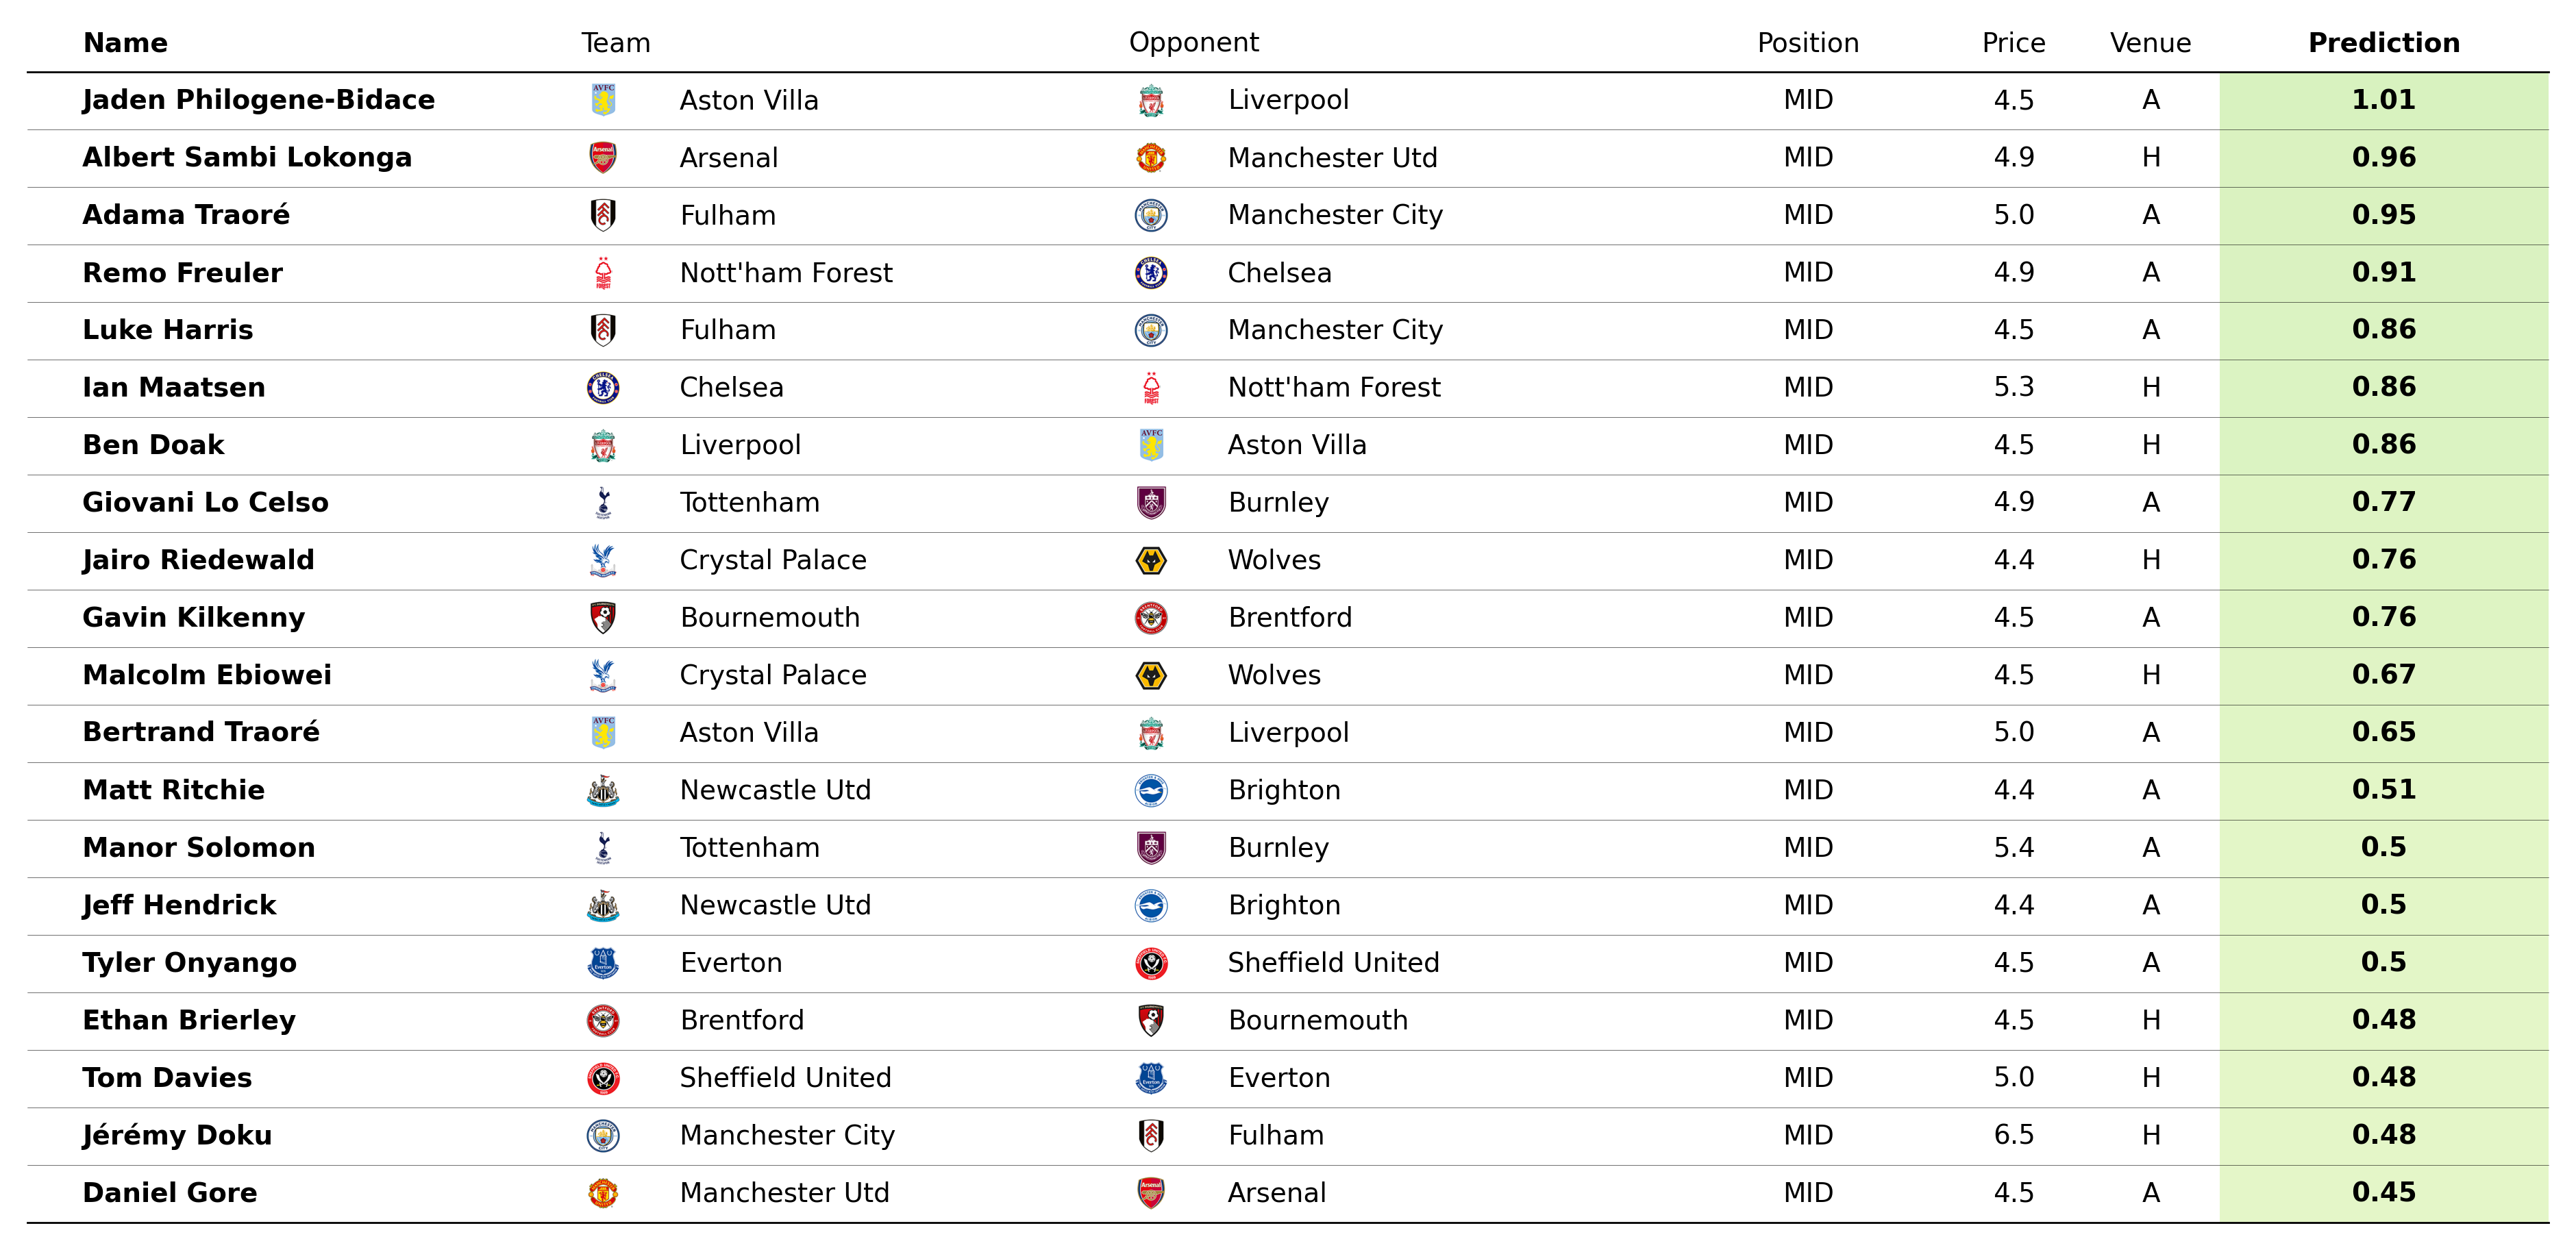 Name Team Opponent Position Price Venue Prediction
Jaden Philogene-Bidace Aston Villa Liverpool MID 4.5 A 1.01
Albert Sambi Lokonga Arsenal Manchester Utd MID 4.9 H 0.96
Adama Traoré Fulham Manchester City MID 5.0 A 0.95
Remo Freuler Nott'ham Forest Chelsea MID 4.9 A 0.91
Luke Harris Fulham Manchester City MID 4.5 A 0.86
Ian Maatsen Chelsea Nott'ham Forest MID 5.3 H 0.86
Ben Doak Liverpool Aston Villa MID 4.5 H 0.86
Giovani Lo Celso Tottenham Burnley MID 4.9 A 0.77
Jairo Riedewald Crystal Palace Wolves MID 4.4 H 0.76
Gavin Kilkenny Bournemouth Brentford MID 4.5 A 0.76
Malcolm Ebiowei Crystal Palace Wolves MID 4.5 H 0.67
Bertrand Traoré Aston Villa Liverpool MID 5.0 A 0.65
Matt Ritchie Newcastle Utd Brighton MID 4.4 A 0.51
Manor Solomon Tottenham Burnley MID 5.4 A 0.5
Jeff Hendrick Newcastle Utd Brighton MID 4.4 A 0.5
Tyler Onyango Everton Sheffield United MID 4.5 A 0.5
Ethan Brierley Brentford Bournemouth MID 4.5 H 0.48
Tom Davies Sheffield United Everton MID 5.0 H 0.48
Jérémy Doku Manchester City Fulham MID 6.5 H 0.48
Daniel Gore Manchester Utd Arsenal MID 4.5 A 0.45